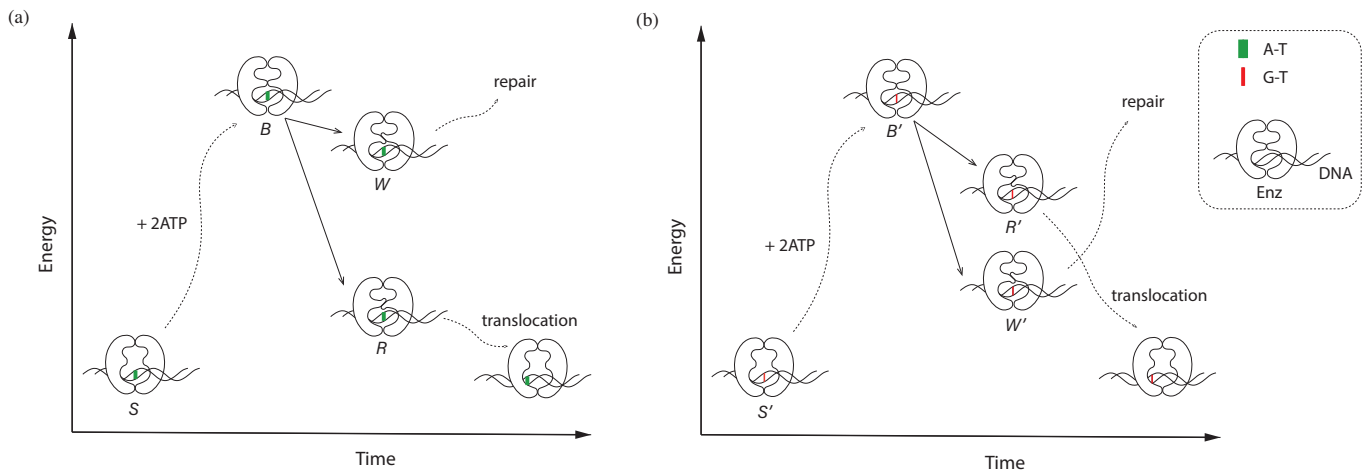 (a)
Energy
+ 2ATP
S
B
W
R
repair
translocation
Time
(b)
Energy
+ 2ATP
S'
B'
R'
W'
repair
translocation
Time
A-T
G-T
DNA
Enz